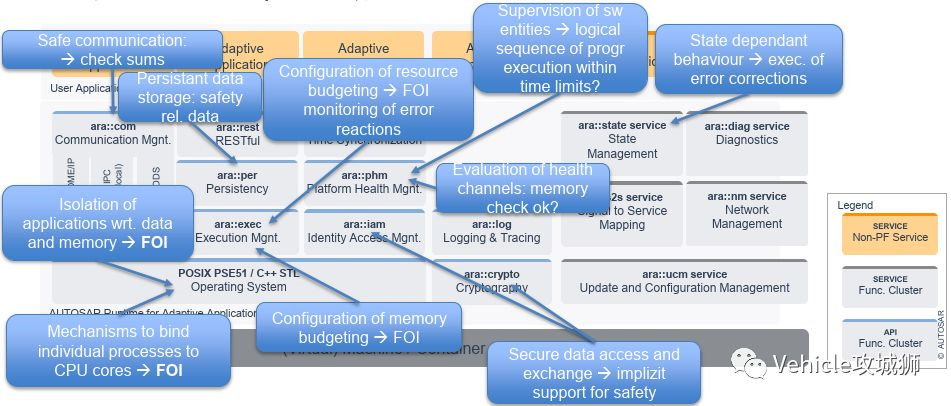 Safe communication:
→ check sums
Adaptive
Application
Adaptive
Supervision of sw
entities → logical
sequence of progr
execution within
time limits?
State dependant
behaviour → exec. of
error corrections
User Applica
Persistant data
storage: safety
rel. data
Configuration of resource
budgeting → FOI
monitoring of error
reactions
ara::com
Communication Mngt.
ara::rest
RESTful
Time Synchronization
ara::state service
State
Management
ara::diag service
Diagnostics
OME/IP
IPC
local)
DDS
ara::per
Persistency
ara::phm
Platform Health Mgnt.
Evaluation of health
channels: memory
check ok?
2s service
Signal to Service
Mapping
ara::nm service
Network
Management
Isolation of
applications wrt. data
and memory → FOI
ara::exec
Execution Mgnt.
ara::iam
Identity Access Mgnt.
ara::log
Logging & Tracing
POSIX PSE51 / C++ STL
Operating System
ara::crypto
Cryptography
ara::ucm service
Update and Configuration Management
AUTOSAR Runtime for Adaptive Applicat
Mechanisms to bind
individual processes to
CPU cores → FOI
Configuration of memory
budgeting → FOI
Container
Secure data access and
exchange → implizit
support for safety
Legend
SERVICE
Non-PF Service
SERVICE
Func. Cluster
API
Func. Cluster
© AUTOSAR
Vehicle攻城狮